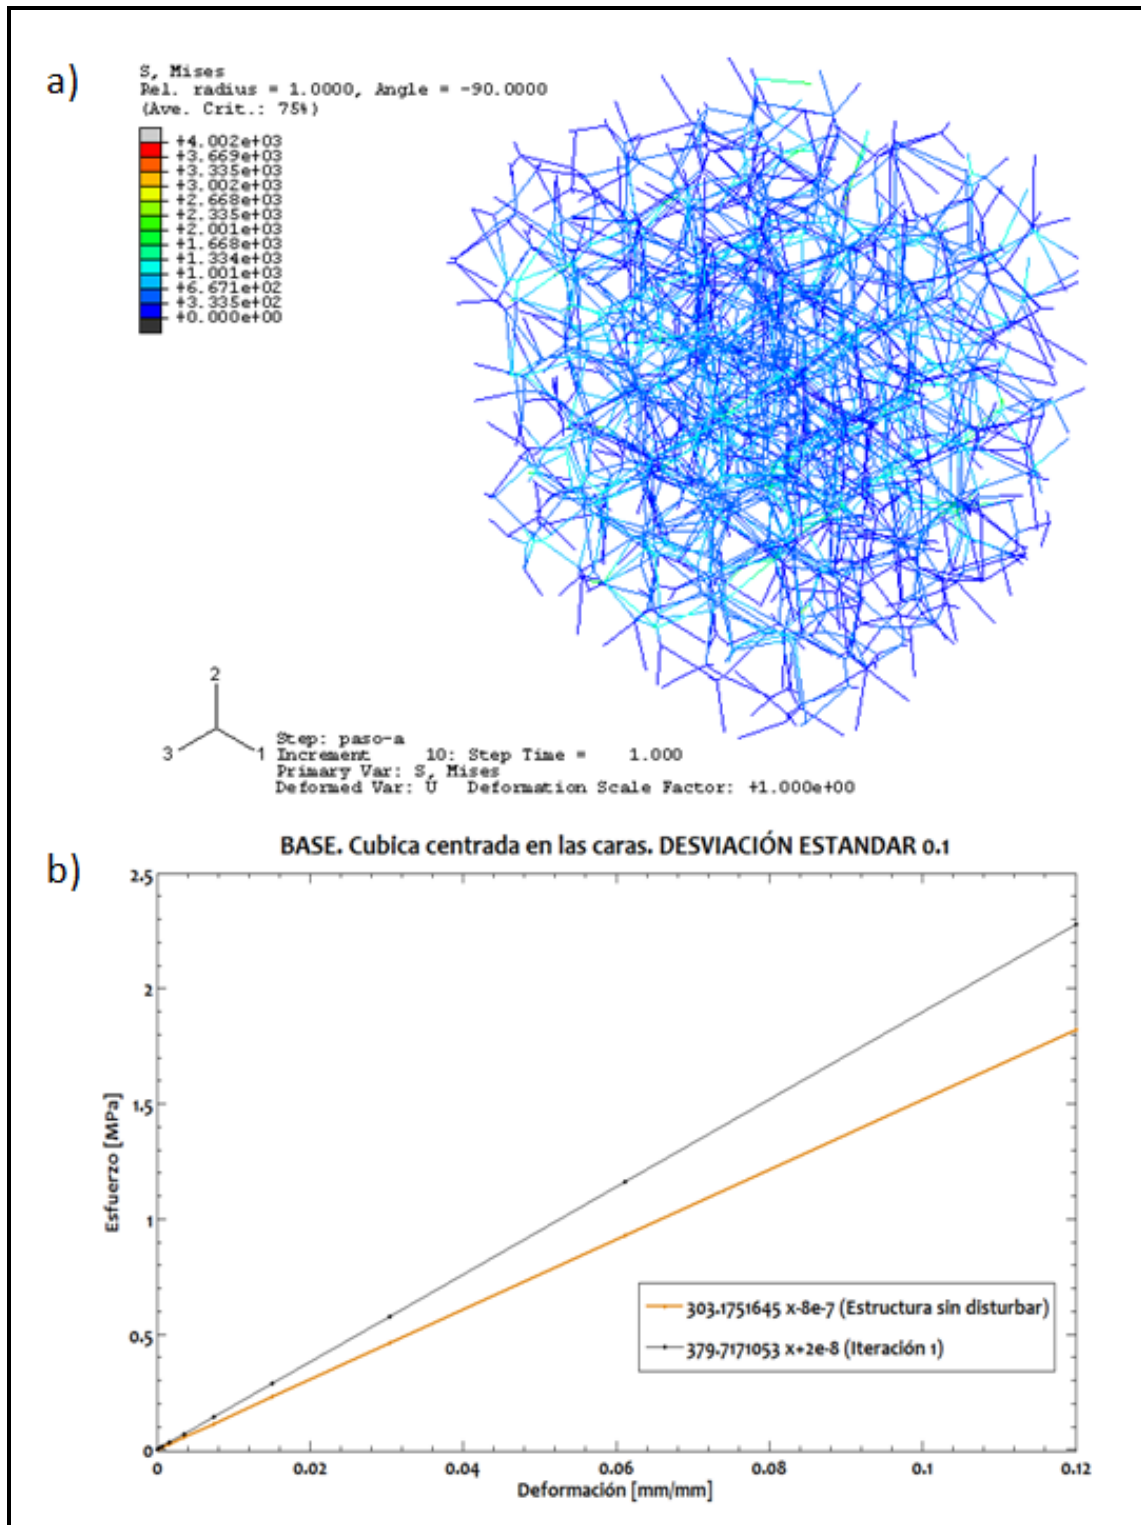 a)
S, Mises
Rel. radius = 1.0000, Angle = -90.0000
(Ave. Crit.: 75%)
+4.002e+03
+3.669e+03
+3.335e+03
+3.002e+03
+2.668e+03
+2.335e+03
+2.001e+03
+1.668e+03
+1.334e+03
+1.001e+03
+6.671e+02
+3.335e+02
+0.000e+00
2
3
1
Step: paso-a
Increment 10: Step Time = 1.000
Primary Var: S, Mises
Deformed Var: U Deformation Scale Factor: +1.000e+00
b)
BASE. Cubica centrada en las caras. DESVIACIÓN ESTANDAR 0.1
2.5
2
1.5
1
0.5
0
Esfuerzo [MPa]
303.1751645 x-8e-7 (Estructura sin disturbar)
379.7171053 x+2e-8 (Iteración 1)
0 0.02 0.04 0.06 0.08 0.1 0.12
Deformación [mm/mm]